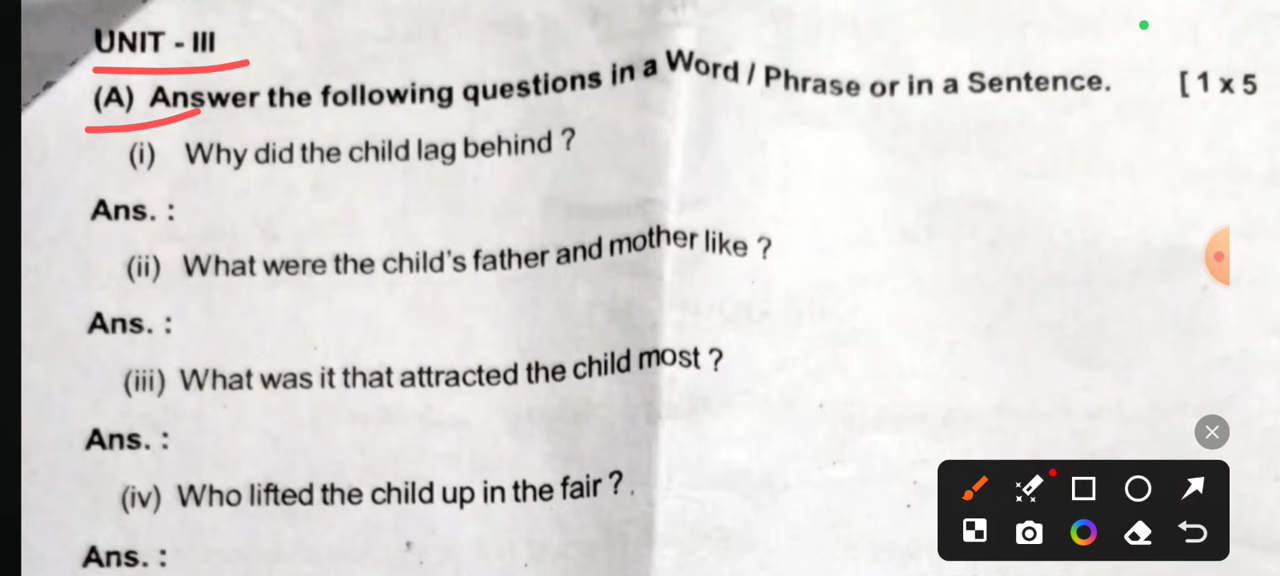 UNIT - III
(A) Answer the following questions in a Word / Phrase or in a Sentence. [ 1 x 5
(i) Why did the child lag behind ?
Ans. :
(ii) What were the child's father and mother like ?
Ans. :
(iii) What was it that attracted the child most ?
Ans. :
(iv) Who lifted the child up in the fair ? .
Ans. :